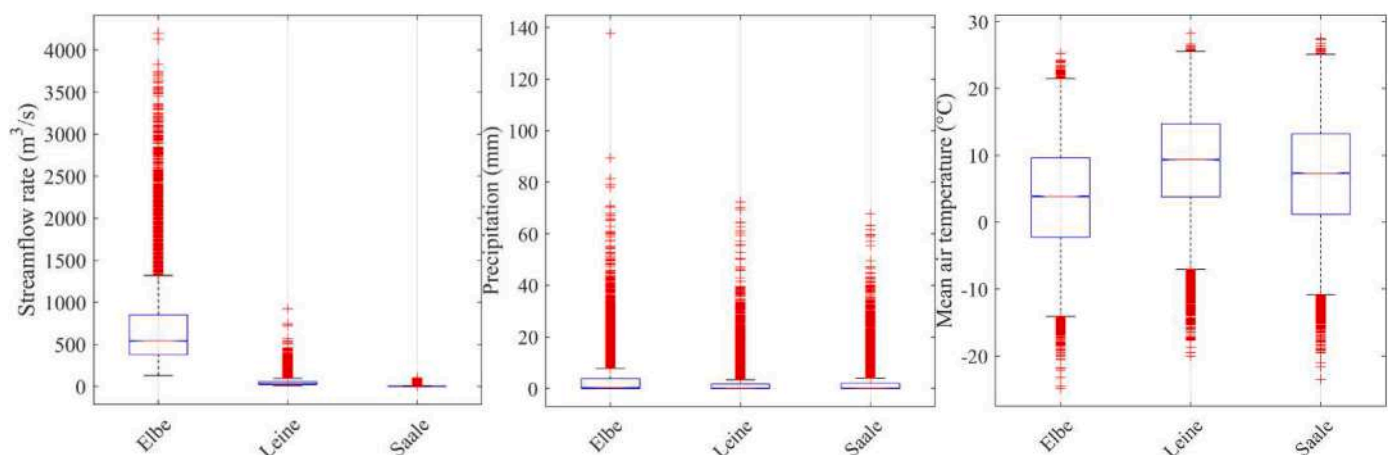 Streamflow rate (m³/s)
4000
3500
3000
2500
2000
1500
1000
500
0
Elbe
Leine
Saale
Precipitation (mm)
140
120
100
80
60
40
20
0
Elbe
Leine
Saale
Mean air temperature (°C)
30
20
10
0
-10
-20
Elbe
Leine
Saale